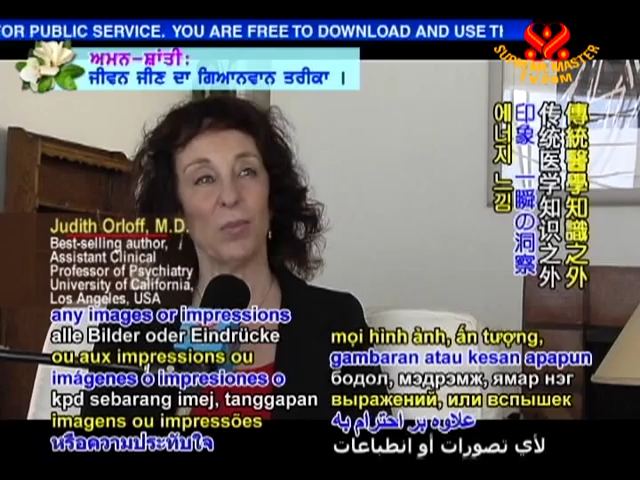 FOR PUBLIC SERVICE. YOU ARE FREE TO DOWNLOAD AND USE
SUPREME MASTER
TV.COM
ਅਮਨ-ਸ਼ਾਂਤੀ:
ਜੀਵਨ ਜੀਣ ਦਾ ਗਿਆਨਵਾਨ ਤਰੀਕਾ ।
傳統醫學知識之外
传统医学知识之外
印象、一瞬の洞察
에너지 느낌
Judith Orloff, M.D.
Best-selling author,
Assistant Clinical
Professor of Psychiatry
University of California,
Los Angeles, USA
any images or impressions
alle Bilder oder Eindrücke
ou aux impressions ou
imágenes o impresiones o
kpd sebarang imej, tanggapan
imagens ou impressões
หรือความประทับใจ
mọi hình ảnh, ấn tượng,
gambaran atau kesan apapun
бодол, мэдрэмж, ямар нэг
выражений, или вспышек
علاوه بر احترام به
لأي تصورات أو انطباعات